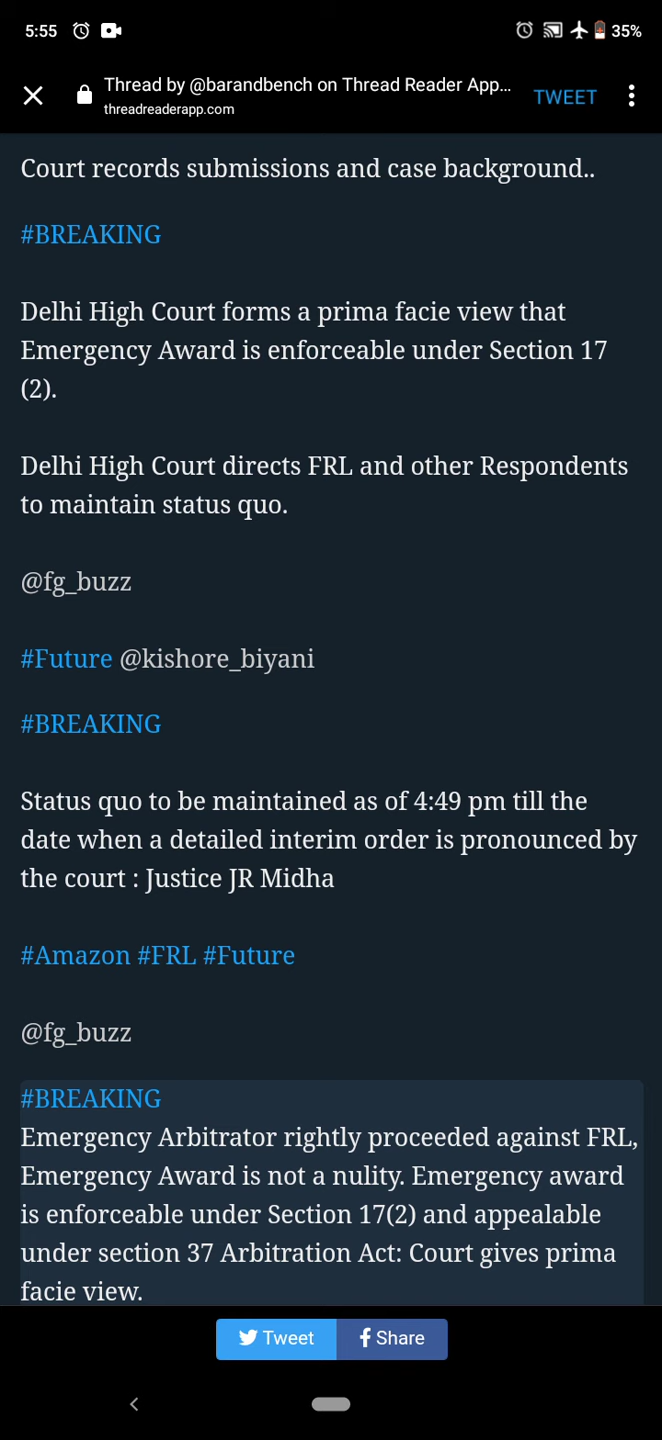 5:55
35%
Thread by @barandbench on Thread Reader App...
threadreaderapp.com
TWEET
Court records submissions and case background..
#BREAKING
Delhi High Court forms a prima facie view that
Emergency Award is enforceable under Section 17
(2).
Delhi High Court directs FRL and other Respondents
to maintain status quo.
@fg_buzz
#Future @kishore_biyani
#BREAKING
Status quo to be maintained as of 4:49 pm till the
date when a detailed interim order is pronounced by
the court : Justice JR Midha
#Amazon #FRL #Future
@fg_buzz
#BREAKING
Emergency Arbitrator rightly proceeded against FRL,
Emergency Award is not a nulity. Emergency award
is enforceable under Section 17(2) and appealable
under section 37 Arbitration Act: Court gives prima
facie view.
Tweet
Share